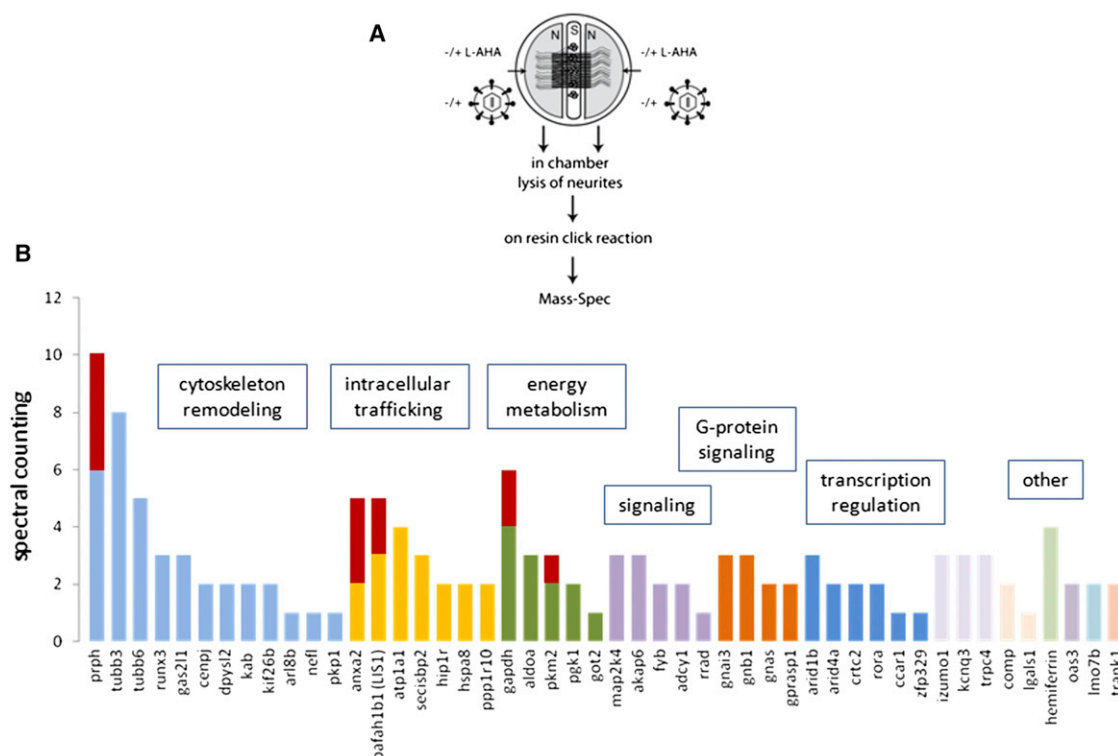 A
N S N
-/+ L-AHA
-/+ L-AHA
-/+
-/+
in chamber
lysis of neurites
on resin click reaction
Mass-Spec
B
spectral counting
12
10
8
6
4
2
0
cytoskeleton
remodeling
intracellular
trafficking
energy
metabolism
signaling
G-protein
signaling
transcription
regulation
other
prph
tubb3
tubb6
runx3
gas2l1
cenpj
dpysl2
kab
kif26b
arl8b
nefl
pkp1
anxa2
pafah1b1 (LIS1)
atp1a1
secisbp2
hip1r
hspa8
ppp1r10
gapdh
aldoa
pkm2
pgk1
got2
map2k4
akap6
fyb
adcy1
rrad
gnai3
gnb1
gnas
gprasp1
arid1b
arid4a
crtc2
rora
ccar1
zfp329
izumo1
kcnq3
trpc4
comp
lgals1
hemiferrin
oas3
lmo7b
trank1